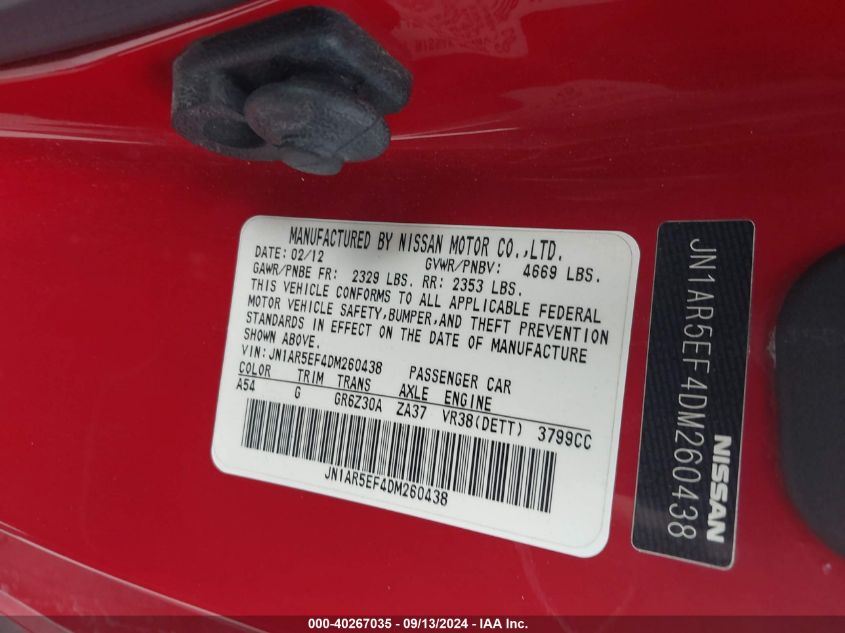 MANUFACTURED BY NISSAN MOTOR CO.,LTD.
DATE: 02/12 GVWR/PNBV: 4669 LBS.
GAWR/PNBE FR: 2329 LBS. RR: 2353 LBS.
THIS VEHICLE CONFORMS TO ALL APPLICABLE FEDERAL
MOTOR VEHICLE SAFETY,BUMPER,AND THEFT PREVENTION
STANDARDS IN EFFECT ON THE DATE OF MANUFACTURE
SHOWN ABOVE.
VIN:JN1AR5EF4DM260438 PASSENGER CAR
COLOR TRIM TRANS AXLE ENGINE
A54 G GR6Z30A ZA37 VR38(DETT) 3799CC
JN1AR5EF4DM260438
JN1AR5EF4DM260438
NISSAN
000-40267035 - 09/13/2024 - IAA Inc.